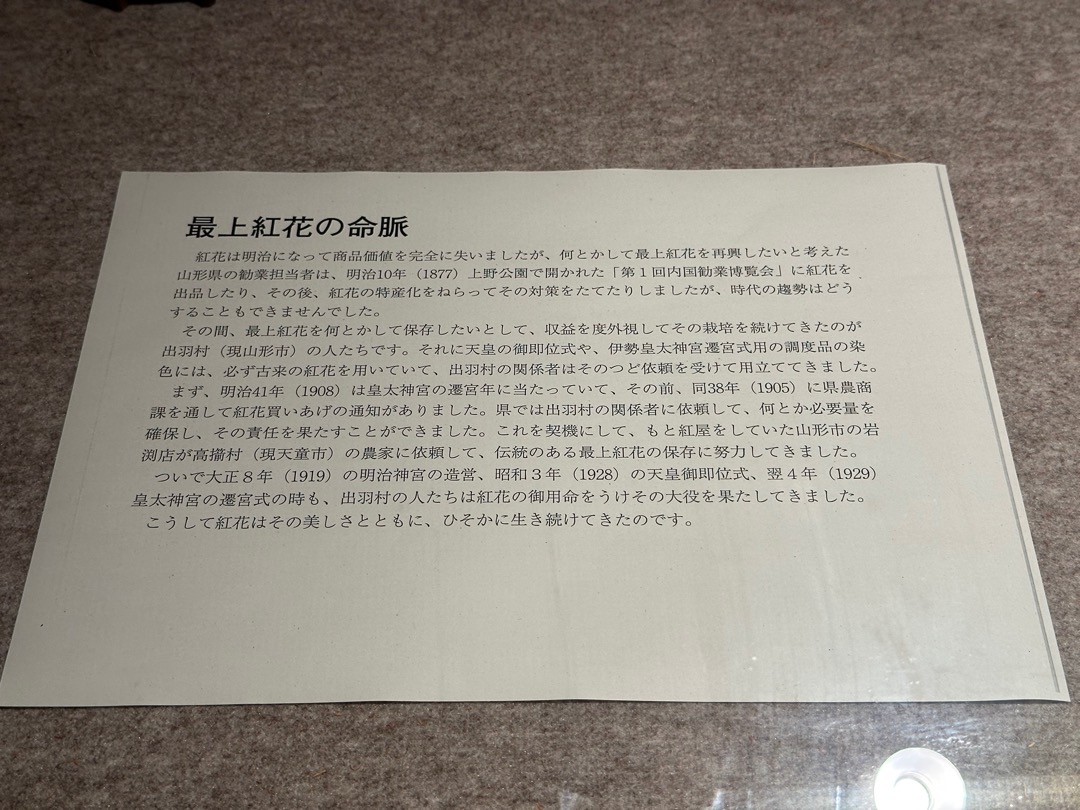 最上紅花の命脈
紅花は明治になって商品価値を完全に失いましたが、何とかして最上紅花を再興したいと考えた
山形県の勧業担当者は、明治10年（1877）上野公園で開かれた「第１回内国勧業博覧会」に紅花を
出品したり、その後、紅花の特産化をねらってその対策をたてたりしましたが、時代の趨勢はどう
することもできませんでした。
その間、最上紅花を何とかして保存したいとして、収益を度外視してその栽培を続けてきたのが
出羽村（現山形市）の人たちです。それに天皇の御即位式や、伊勢皇太神宮遷宮式用の調度品の染
色には、必ず古来の紅花を用いていて、出羽村の関係者はそのつど依頼を受けて用立ててきました。
まず、明治41年（1908）は皇太神宮の遷宮年に当たっていて、その前、同38年（1905）に県農商
課を通して紅花買いあげの通知がありました。県では出羽村の関係者に依頼して、何とか必要量を
確保し、その責任を果たすことができました。これを契機にして、もと紅屋をしていた山形市の岩
渕店が高擶村（現天童市）の農家に依頼して、伝統のある最上紅花の保存に努力してきました。
ついで大正８年（1919）の明治神宮の造営、昭和３年（1928）の天皇御即位式、翌４年（1929）
皇太神宮の遷宮式の時も、出羽村の人たちは紅花の御用命をうけその大役を果たしてきました。
こうして紅花はその美しさとともに、ひそかに生き続けてきたのです。